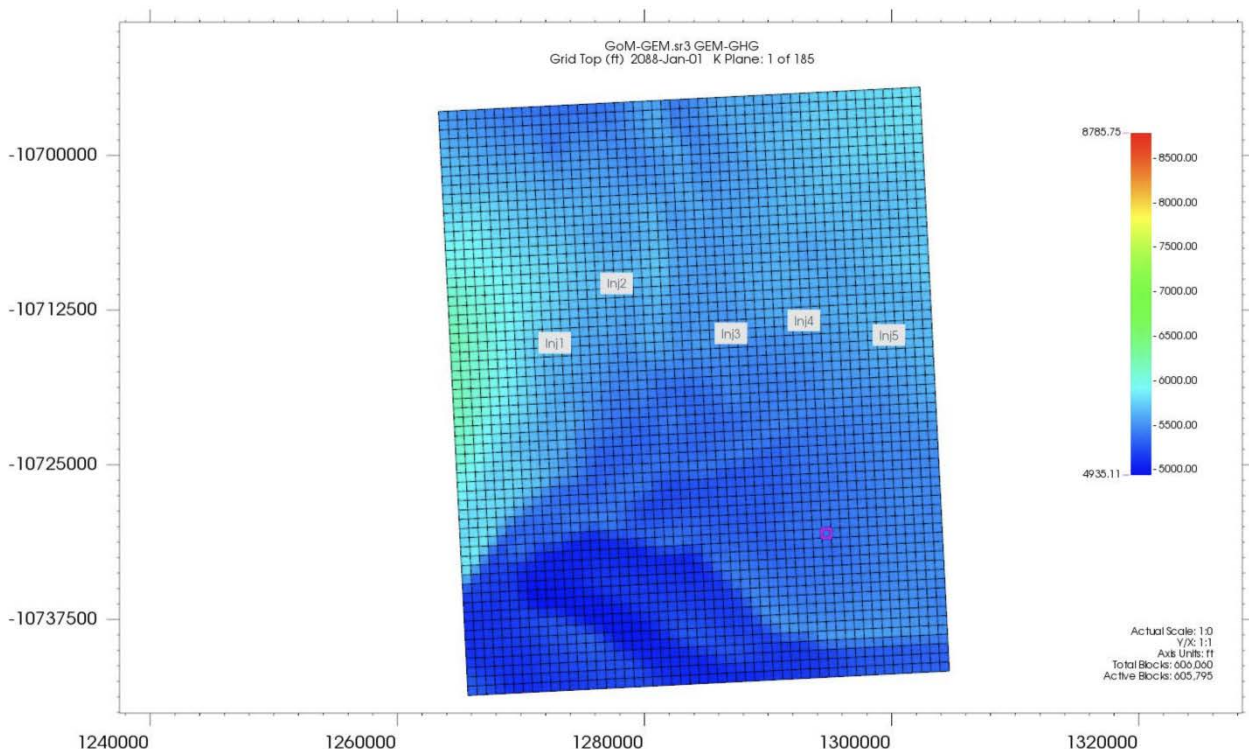 GoM-GEM.sr3 GEM-GHG
Grid Top (ft) 2088-Jan-01 K Plane: 1 of 185
-10700000
-10712500
-10725000
-10737500
Inj2
Inj1
Inj3
Inj4
Inj5
8785.75
8500.00
8000.00
7500.00
7000.00
6500.00
6000.00
5500.00
5000.00
4935.11
Actual Scale: 1:0
Y/X: 1:1
Axis Units: ft
Total Blocks: 606,060
Active Blocks: 605,795
1240000 1260000 1280000 1300000 1320000